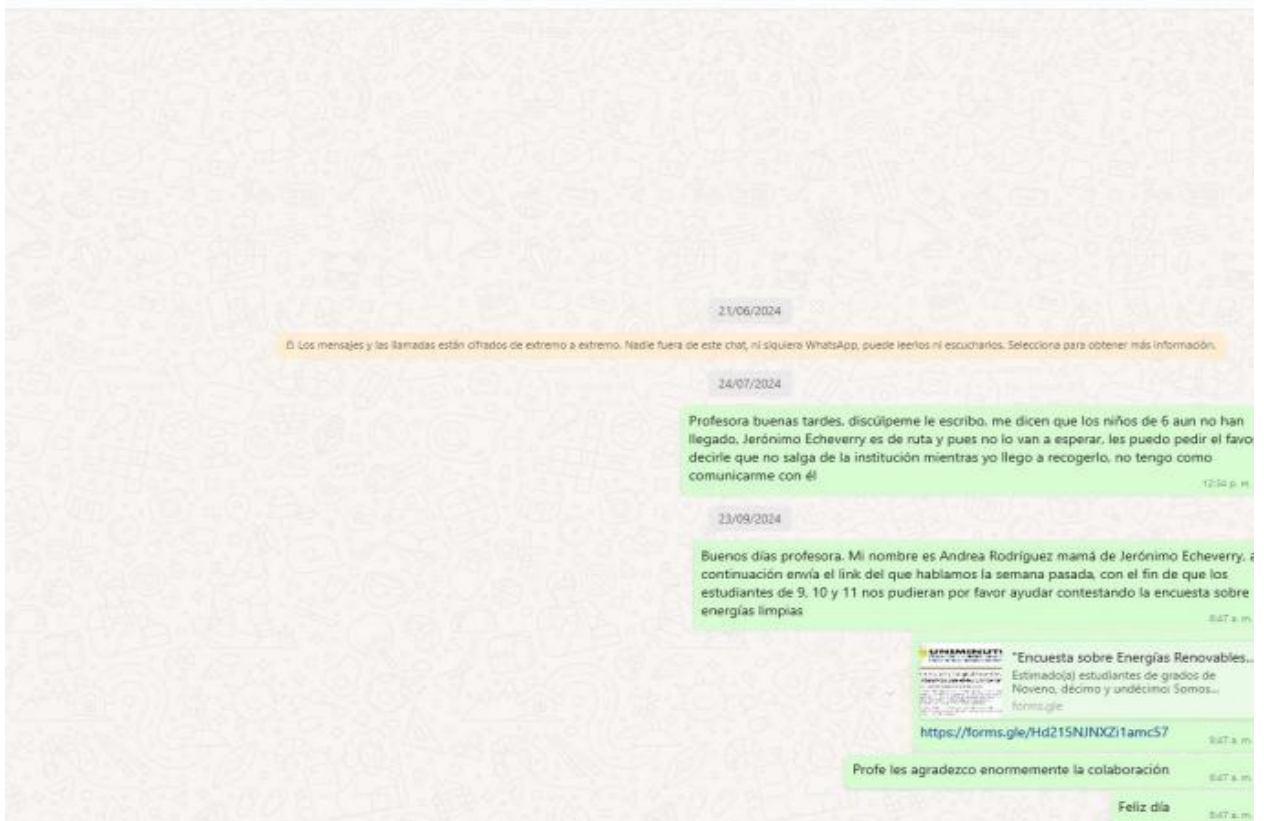 21/06/2024
Los mensajes y las llamadas están cifrados de extremo a extremo. Nadie fuera de este chat, ni siquiera WhatsApp, puede leerlos ni escucharlos. Selecciona para obtener más información.
24/07/2024
Profesora buenas tardes. discúlpeme le escribo. me dicen que los niños de 6 aun no han
llegado. Jerónimo Echeverry es de ruta y pues no lo van a esperar. les puedo pedir el favo
decirle que no salga de la institución mientras yo llego a recogerlo, no tengo como
comunicarme con él
12:34 p. m.
23/09/2024
Buenos días profesora. Mi nombre es Andrea Rodríguez mamá de Jerónimo Echeverry, a
continuación envía el link del que hablamos la semana pasada, con el fin de que los
estudiantes de 9, 10 y 11 nos pudieran por favor ayudar contestando la encuesta sobre
energías limpias
8:47 a. m.
UNIMINUT
"Encuesta sobre Energías Renovables...
Estimado(a) estudiantes de grados de
Noveno, décimo y undécimo: Somos...
forms.gle
https://forms.gle/Hd215NJNXZi1amc57
8:47 a. m.
Profe les agradezco enormemente la colaboración
8:47 a. m.
Feliz día
8:47 a. m.